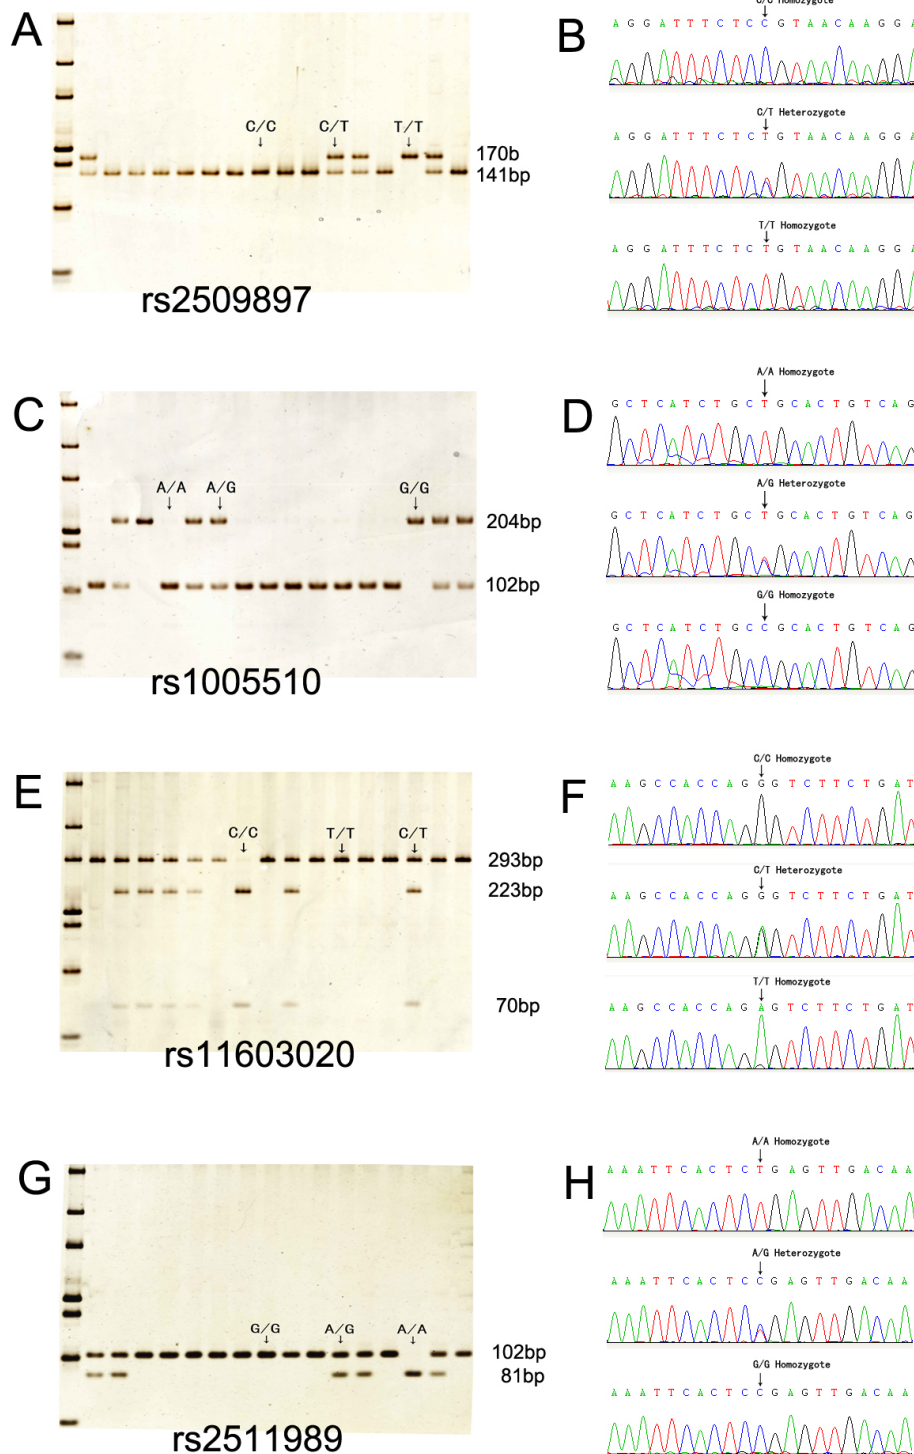 A
C/C C/T T/T
170b
141bp
rs2509897
B
C/C Homozygote
A G G A T T T C T C C G T A A C A A G G A
C/T Heterozygote
A G G A T T T C T C T G T A A C A A G G A
T/T Homozygote
A G G A T T T C T C T G T A A C A A G G A
C
A/A A/G G/G
204bp
102bp
rs1005510
D
A/A Homozygote
G C T C A T C T G C T G C A C T G T C A G
A/G Heterozygote
G C T C A T C T G C T G C A C T G T C A G
G/G Homozygote
G C T C A T C T G C C G C A C T G T C A G
E
C/C T/T C/T
293bp
223bp
70bp
rs11603020
F
C/C Homozygote
A A G C C A C C A G G G T C T T C T G A T
C/T Heterozygote
A A G C C A C C A G G G T C T T C T G A T
T/T Homozygote
A A G C C A C C A G A G T C T T C T G A T
G
G/G A/G A/A
102bp
81bp
rs2511989
H
A/A Homozygote
A A A T T C A C T C T G A G T T G A C A A
A/G Heterozygote
A A A T T C A C T C C G A G T T G A C A A
G/G Homozygote
A A A T T C A C T C C G A G T T G A C A A